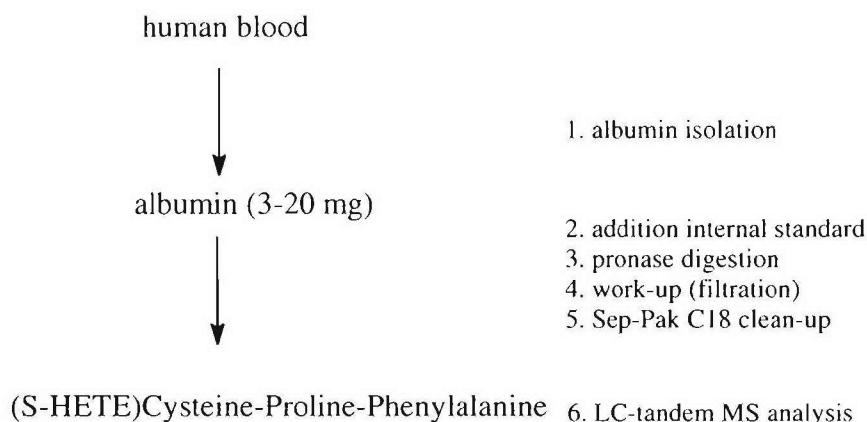 human blood
1. albumin isolation
albumin (3-20 mg)
2. addition internal standard
3. pronase digestion
4. work-up (filtration)
5. Sep-Pak C18 clean-up
(S-HETE)Cysteine-Proline-Phenylalanine
6. LC-tandem MS analysis